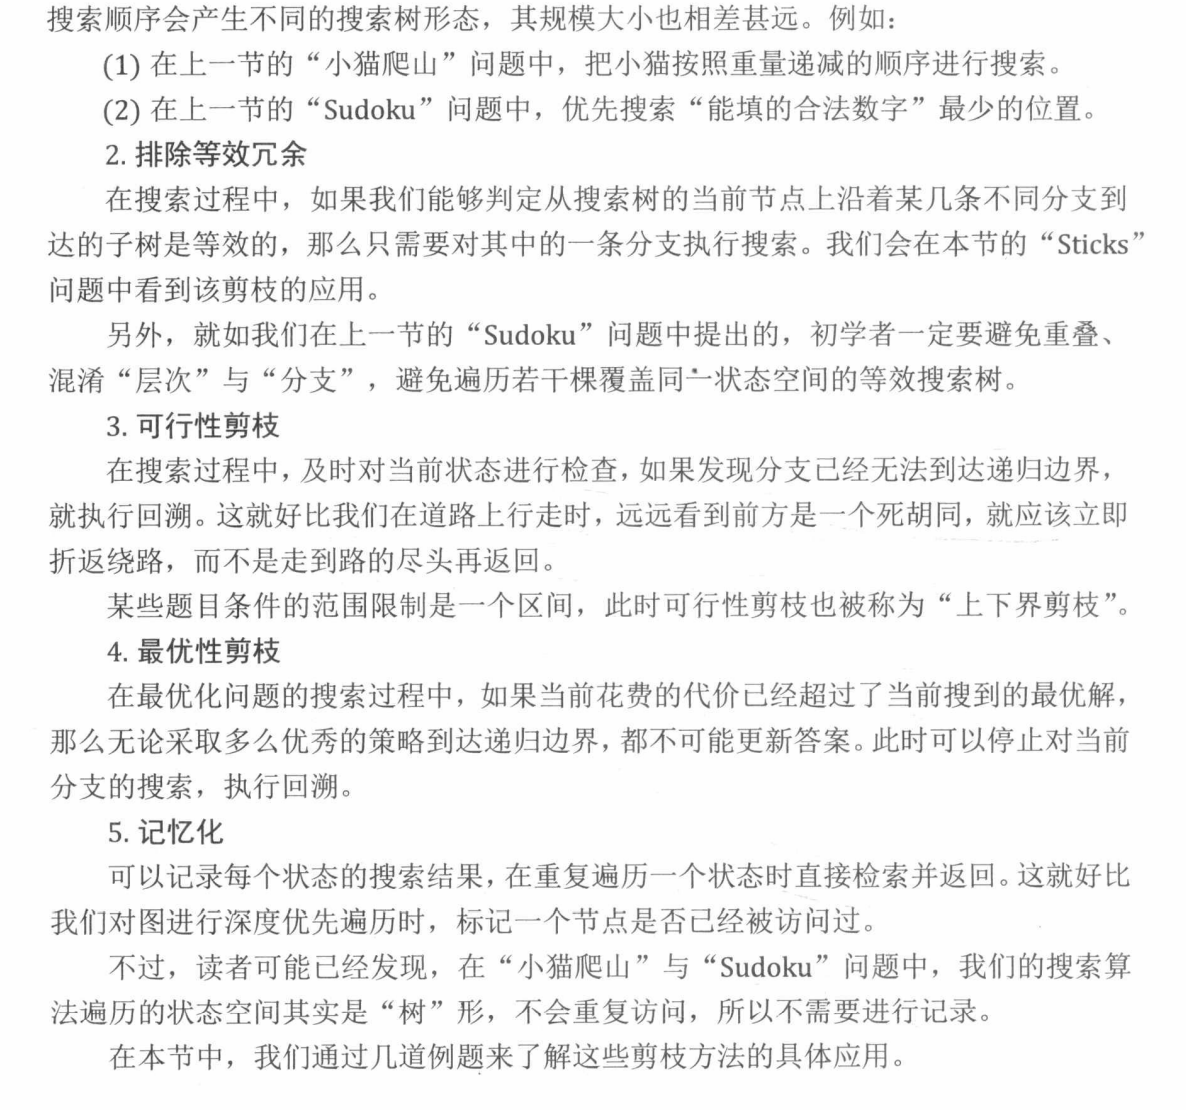 搜索顺序会产生不同的搜索树形态，其规模大小也相差甚远。例如：
(1) 在上一节的“小猫爬山”问题中，把小猫按照重量递减的顺序进行搜索。
(2) 在上一节的“Sudoku”问题中，优先搜索“能填的合法数字”最少的位置。
2. 排除等效冗余
在搜索过程中，如果我们能够判定从搜索树的当前节点上沿着某几条不同分支到
达的子树是等效的，那么只需要对其中的一条分支执行搜索。我们会在本节的“Sticks”
问题中看到该剪枝的应用。
另外，就如我们在上一节的“Sudoku”问题中提出的，初学者一定要避免重叠、
混淆“层次”与“分支”，避免遍历若干棵覆盖同一状态空间的等效搜索树。
3. 可行性剪枝
在搜索过程中，及时对当前状态进行检查，如果发现分支已经无法到达递归边界，
就执行回溯。这就好比我们在道路上行走时，远远看到前方是一个死胡同，就应该立即
折返绕路，而不是走到路的尽头再返回。
某些题目条件的范围限制是一个区间，此时可行性剪枝也被称为“上下界剪枝”。
4. 最优性剪枝
在最优化问题的搜索过程中，如果当前花费的代价已经超过了当前搜到的最优解，
那么无论采取多么优秀的策略到达递归边界，都不可能更新答案。此时可以停止对当前
分支的搜索，执行回溯。
5. 记忆化
可以记录每个状态的搜索结果，在重复遍历一个状态时直接检索并返回。这就好比
我们对图进行深度优先遍历时，标记一个节点是否已经被访问过。
不过，读者可能已经发现，在“小猫爬山”与“Sudoku”问题中，我们的搜索算
法遍历的状态空间其实是“树”形，不会重复访问，所以不需要进行记录。
在本节中，我们通过几道例题来了解这些剪枝方法的具体应用。